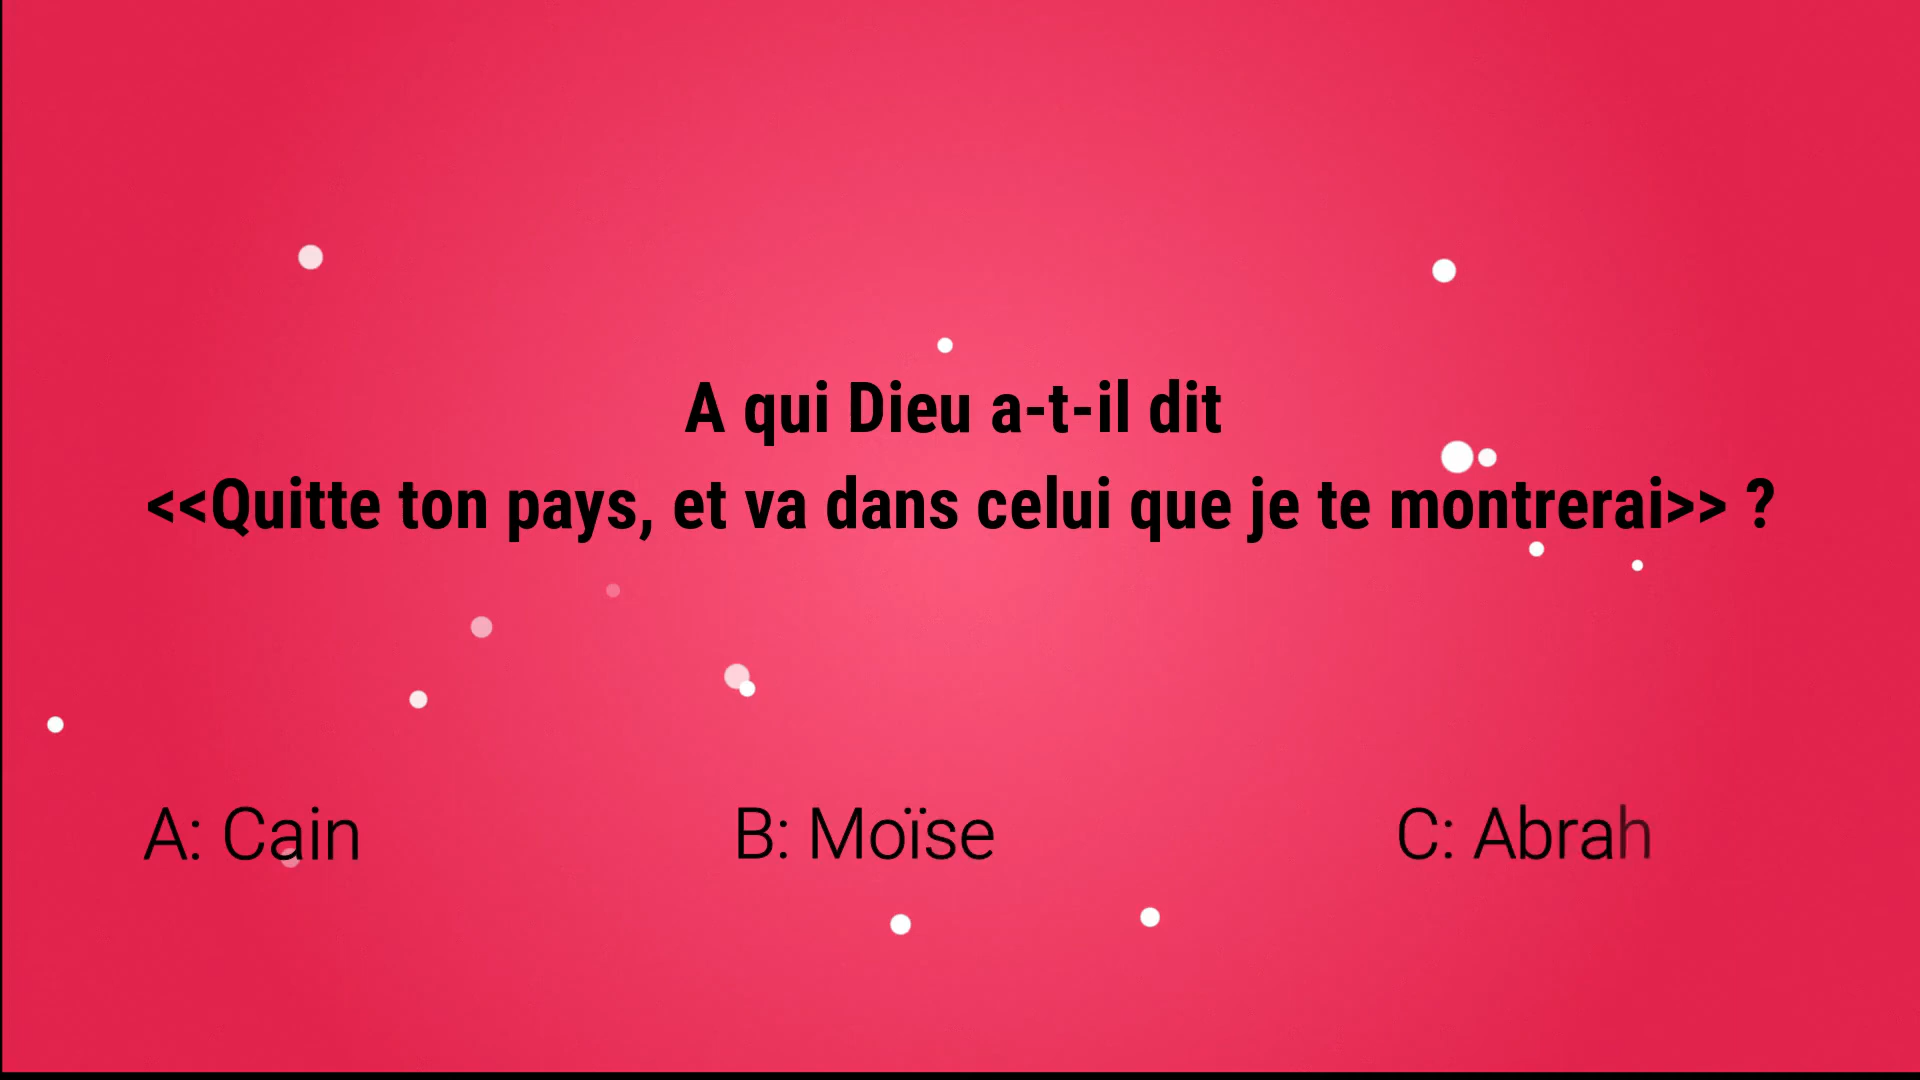 A qui Dieu a-t-il dit
<<Quitte ton pays, et va dans celui que je te montrerai>> ?
A: Cain
B: Moïse
C: Abrah